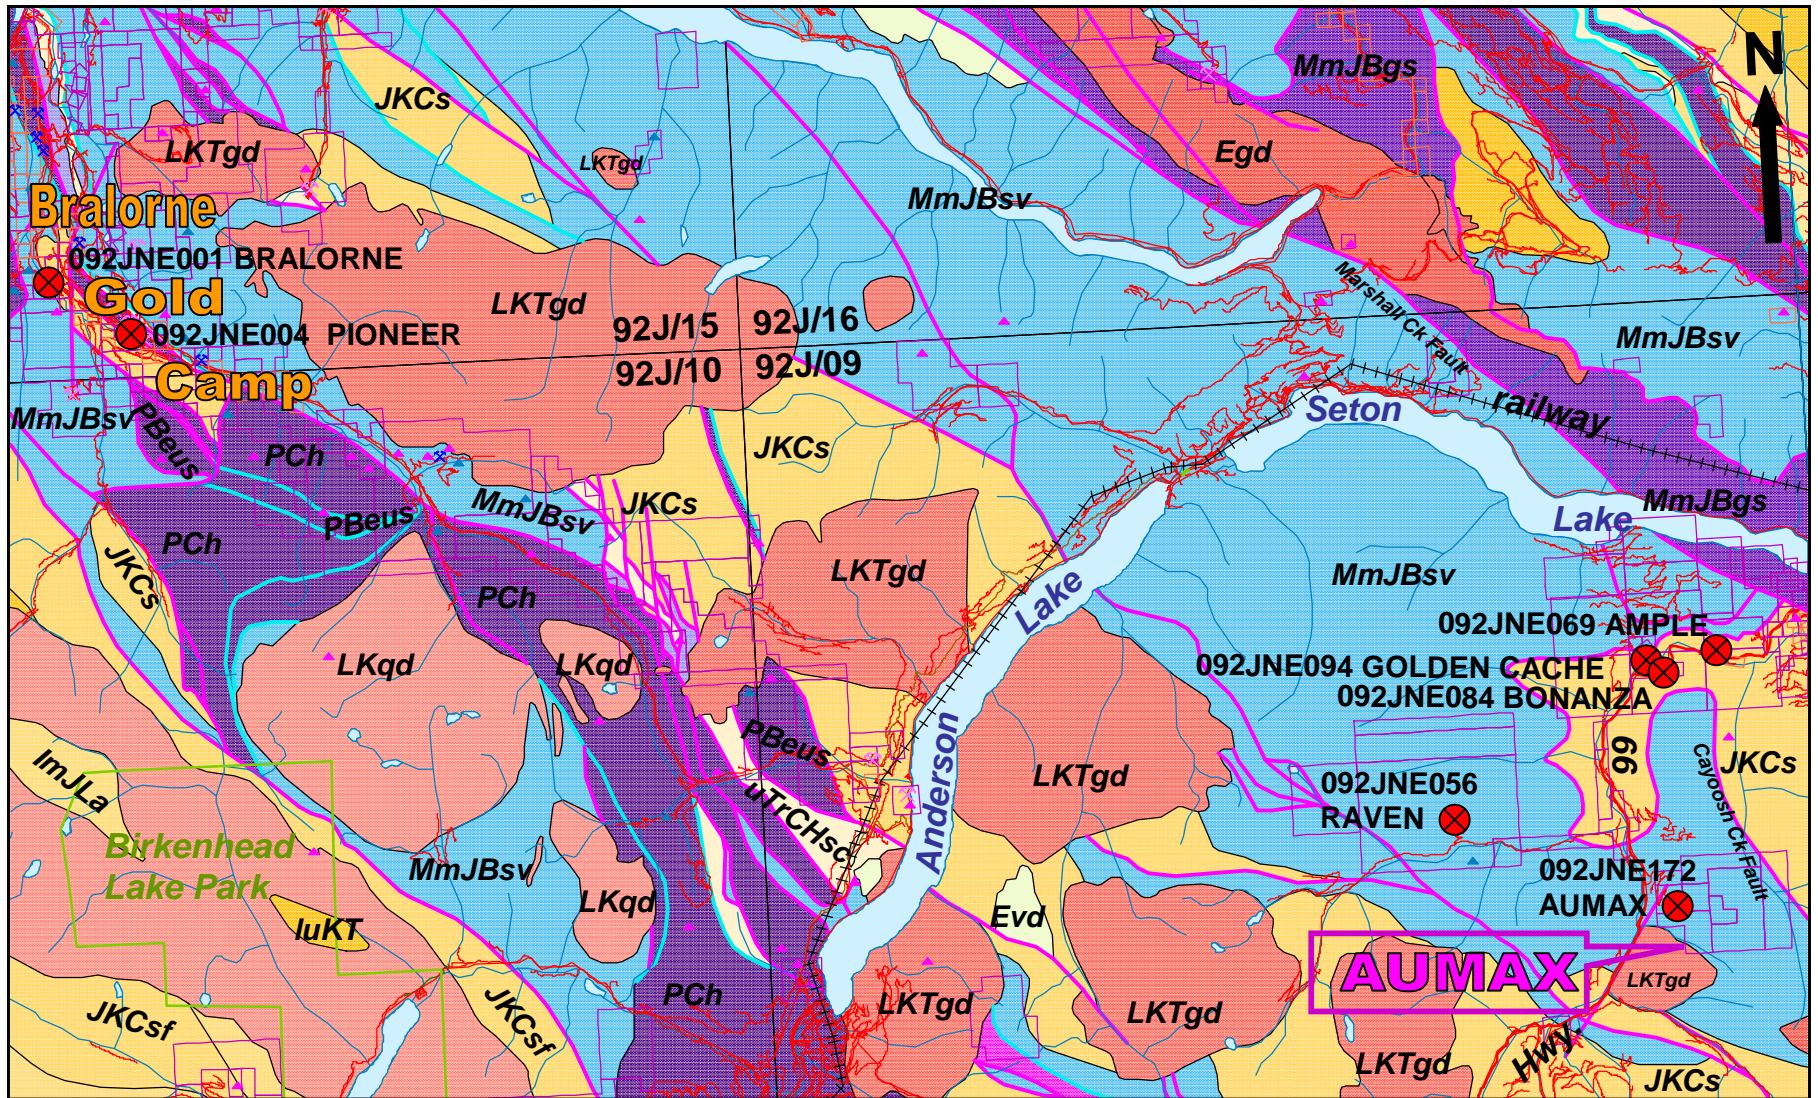 N
MmJBgs
JKCs
LKTgd
LKTgd
Egd
MmJBsv
Bralorne
092JNE001 BRALORNE
Gold
092JNE004 PIONEER
Camp
LKTgd
92J/15
92J/16
92J/10
92J/09
Marshall Ck Fault
MmJBsv
MmJBsv
PBeus
PCh
JKCs
Seton
railway
MmJBsv
JKCs
MmJBgs
Lake
PBeus
PCh
JKCs
LKTgd
MmJBsv
PCh
Lake
092JNE069 AMPLE
092JNE094 GOLDEN CACHE
092JNE084 BONANZA
LKqd
LKqd
PBeus
LKTgd
99
Cayoosh Ck Fault
JKCs
lmJLa
uTrCHsc
Anderson
092JNE056
RAVEN
Birkenhead
Lake Park
MmJBsv
092JNE172
AUMAX
LKqd
Evd
luKT
AUMAX
LKTgd
PCh
LKTgd
LKTgd
JKCsf
JKCsf
Hwy.
LKTgd
JKCs